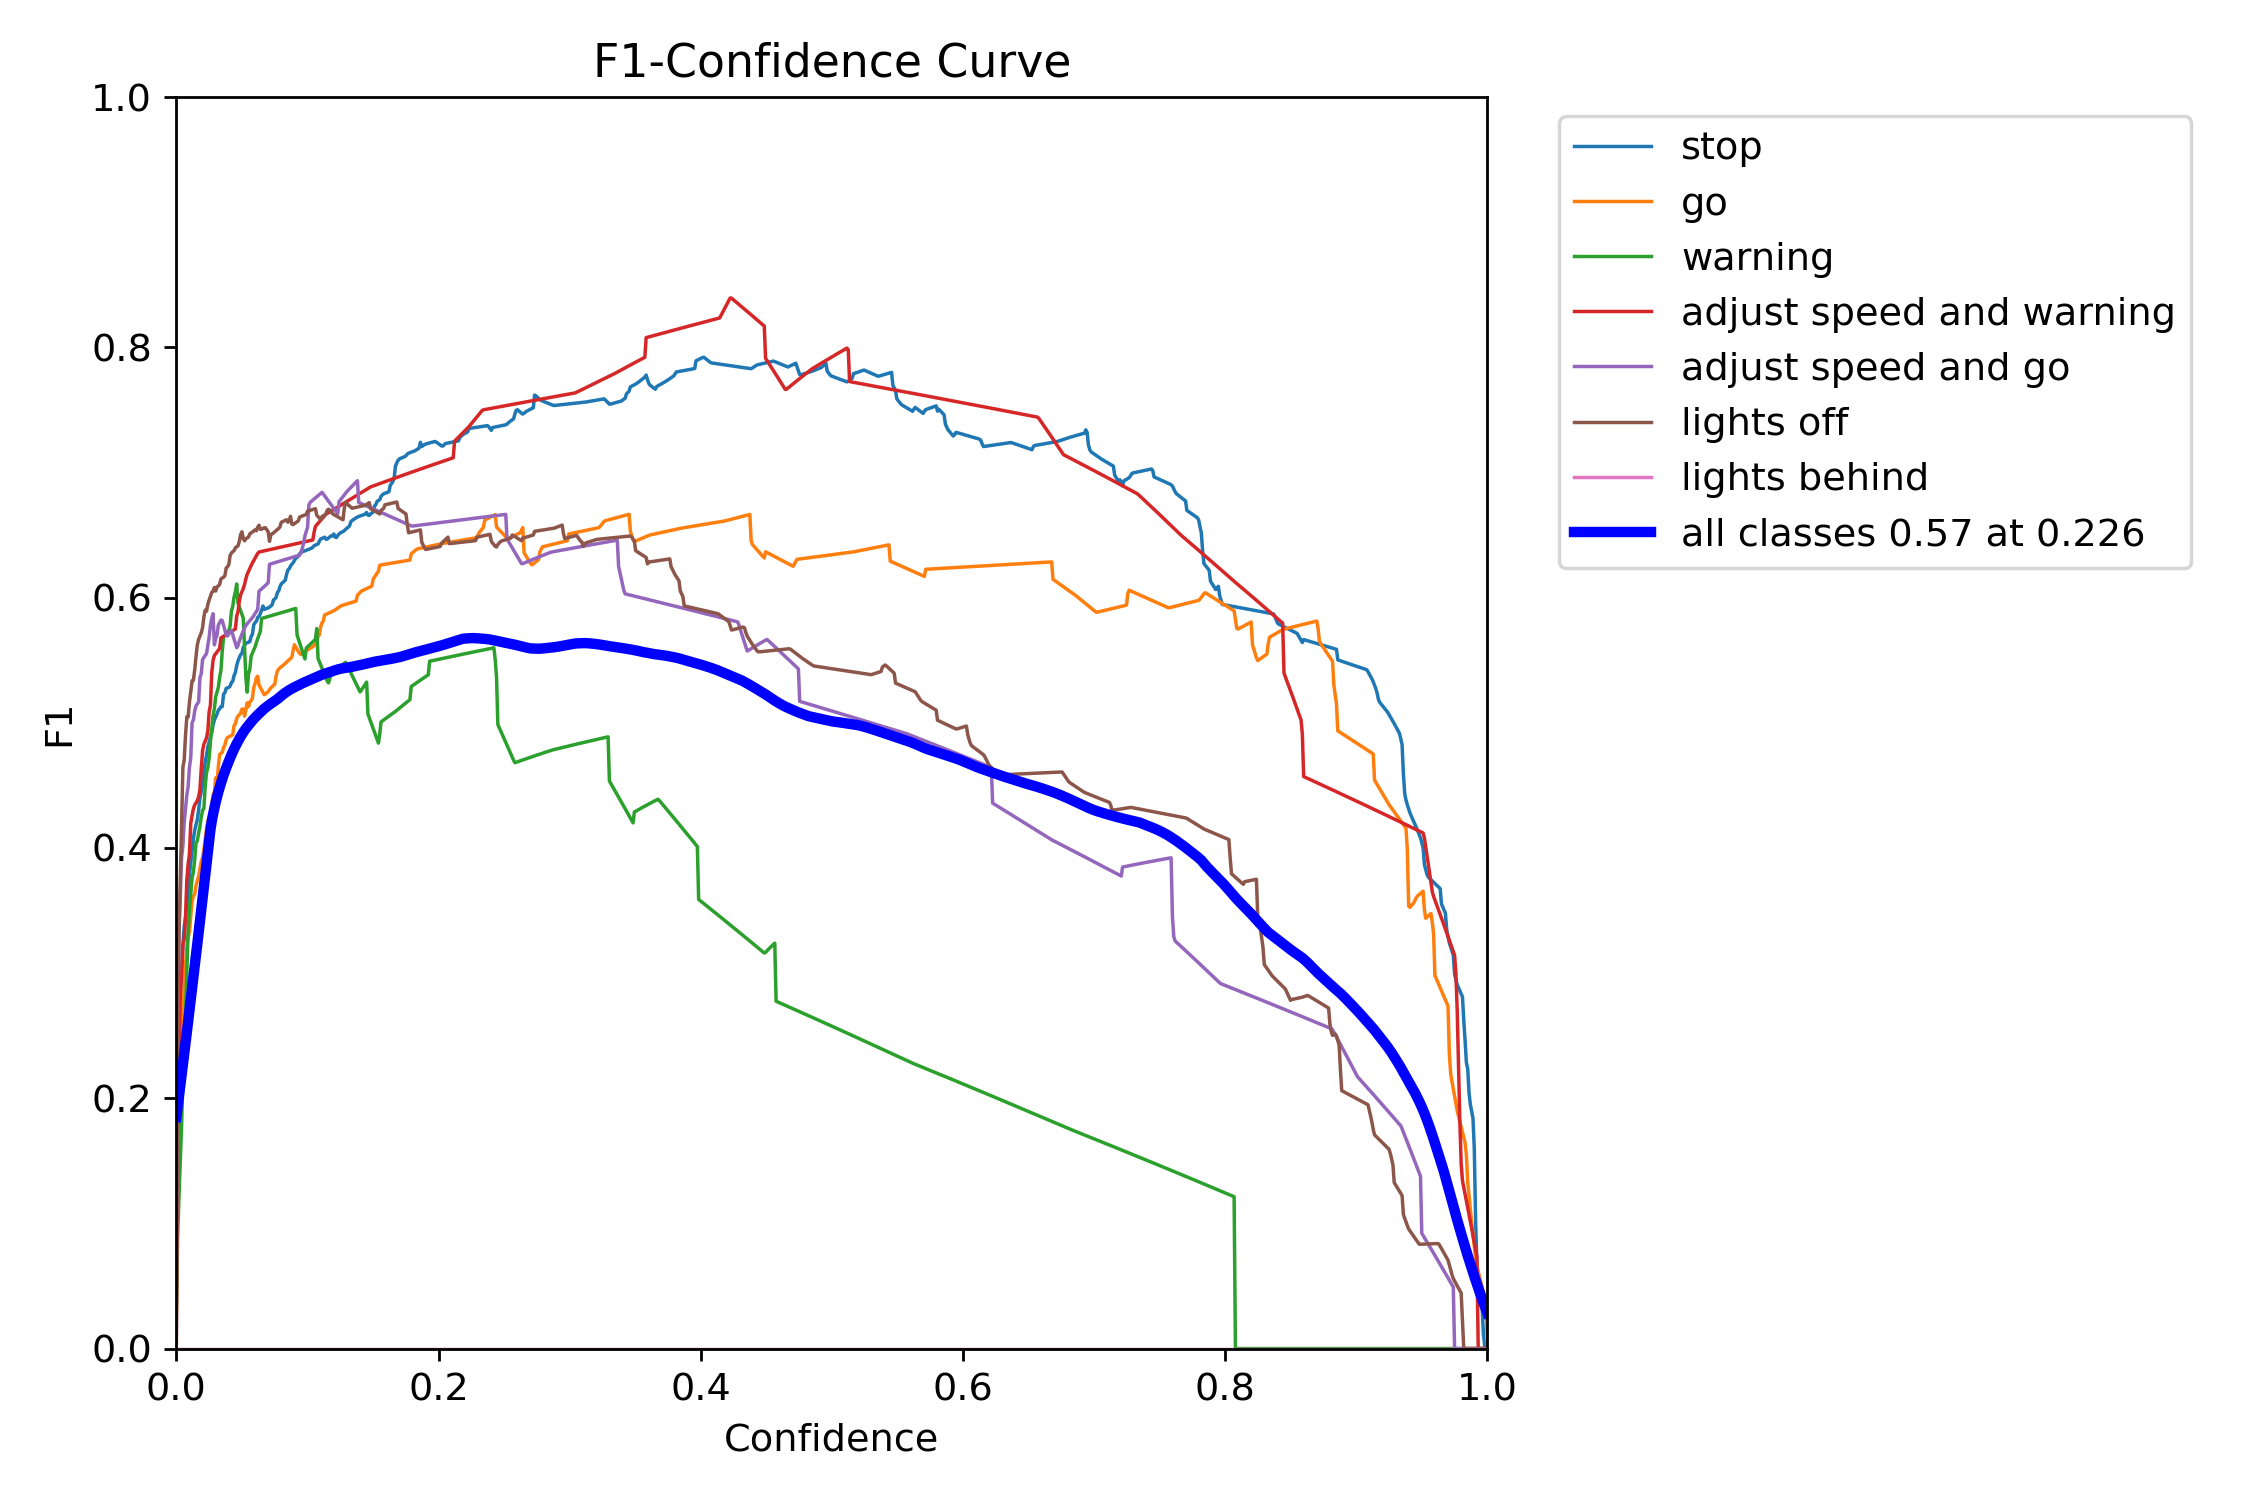 F1-Confidence Curve
1.0
0.8
0.6
0.4
0.2
0.0
F1
0.0 0.2 0.4 0.6 0.8 1.0
Confidence
stop
go
warning
adjust speed and warning
adjust speed and go
lights off
lights behind
all classes 0.57 at 0.226